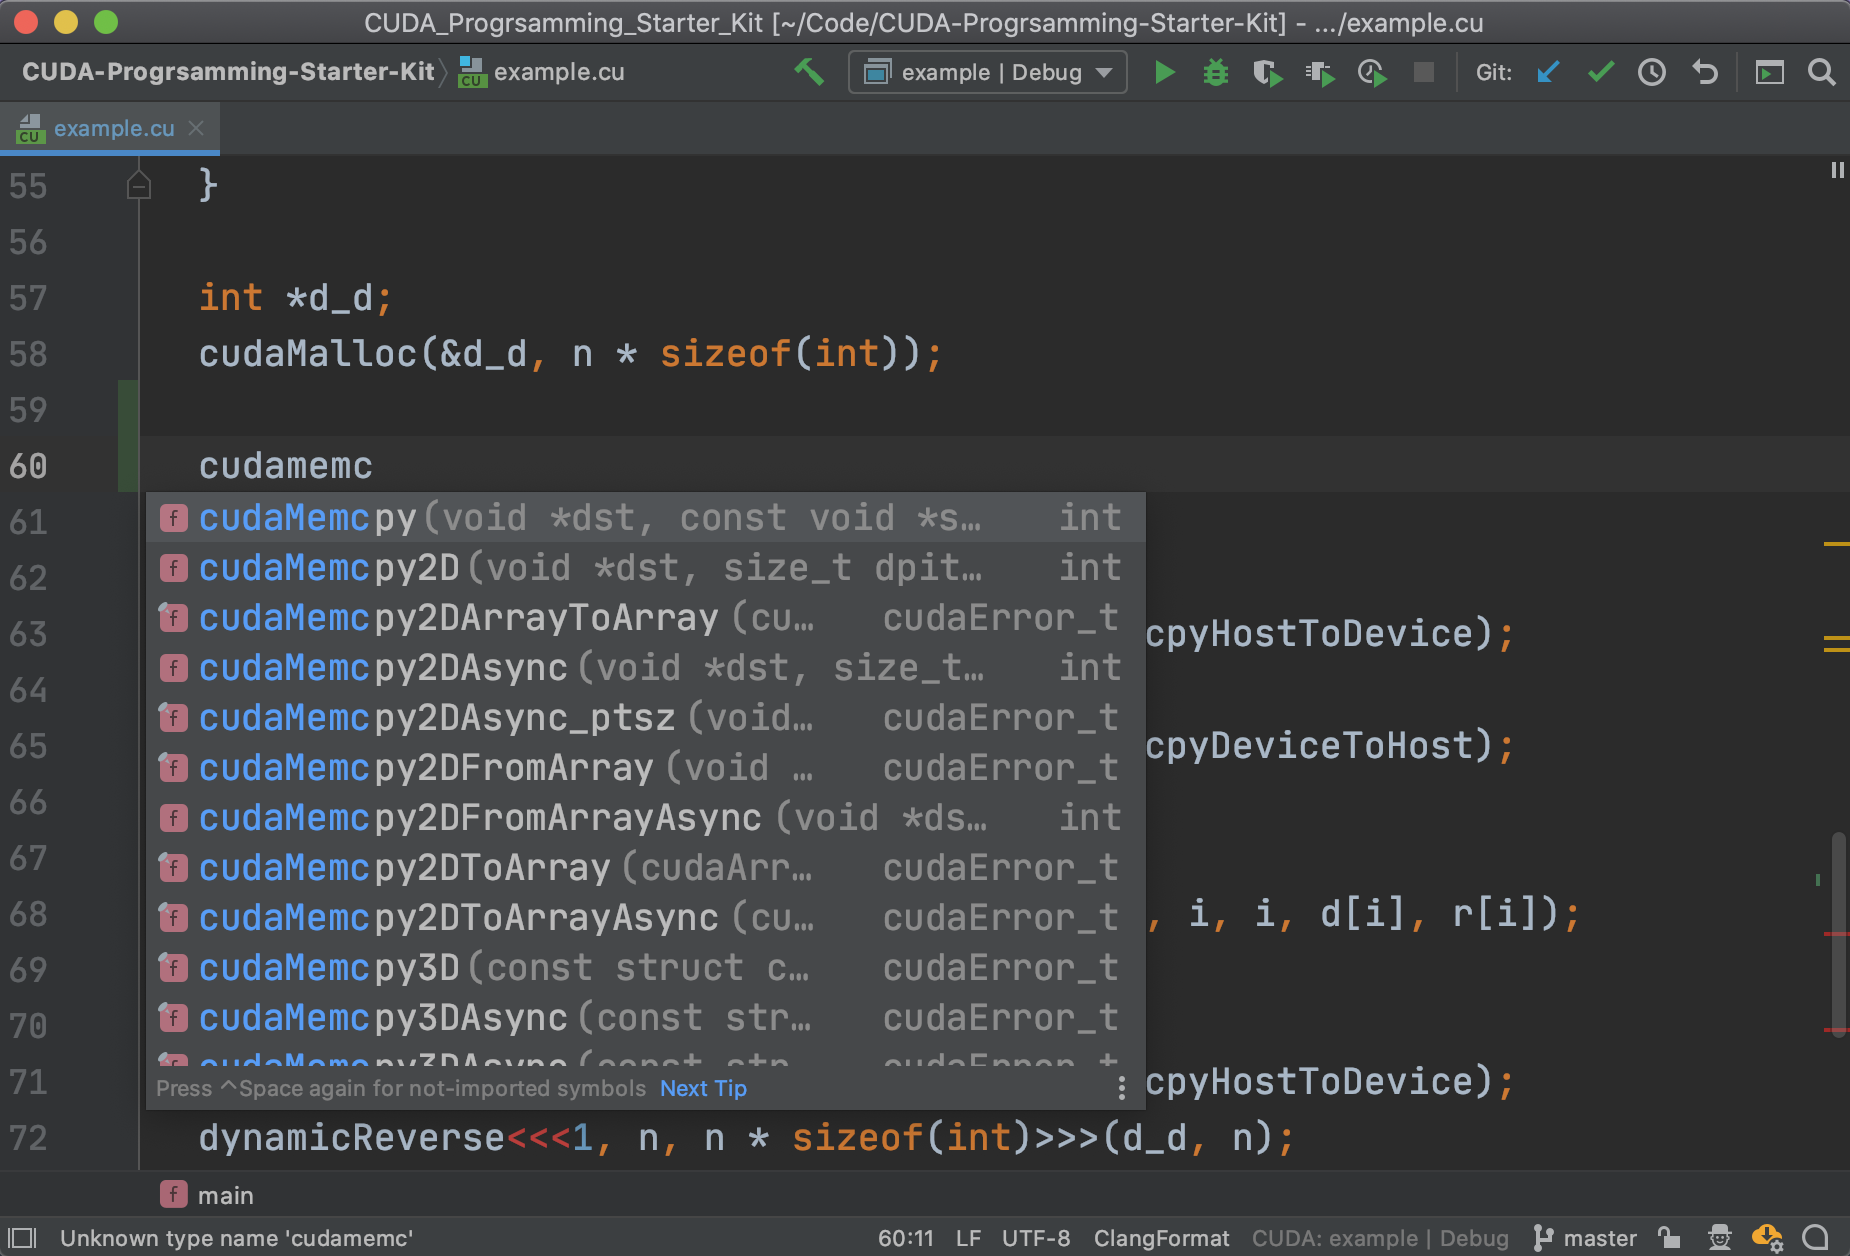 CUDA_Progrsamming_Starter_Kit [~/Code/CUDA-Progrsamming-Starter-Kit] - .../example.cu
CUDA-Progrsamming-Starter-Kit CU example.cu example | Debug Git:
CU example.cu
55 }
56
57 int *d_d;
58 cudaMalloc(&d_d, n * sizeof(int));
59
60 cudamemc
61 f cudaMemcpy(void *dst, const void *s… int
62 f cudaMemcpy2D(void *dst, size_t dpit… int
63 f cudaMemcpy2DArrayToArray(cu… cudaError_t cpyHostToDevice);
64 f cudaMemcpy2DAsync(void *dst, size_t… int
f cudaMemcpy2DAsync_ptsz(void… cudaError_t
65 f cudaMemcpy2DFromArray(void … cudaError_t cpyDeviceToHost);
66 f cudaMemcpy2DFromArrayAsync(void *ds… int
67 f cudaMemcpy2DToArray(cudaArr… cudaError_t
68 f cudaMemcpy2DToArrayAsync(cu… cudaError_t , i, i, d[i], r[i]);
69 f cudaMemcpy3D(const struct c… cudaError_t
70 f cudaMemcpy3DAsync(const str… cudaError_t
f cudaMemcpy3DAsync(const str… cudaError_t
71 Press ^Space again for not-imported symbols Next Tip cpyHostToDevice);
72 dynamicReverse<<<1, n, n * sizeof(int)>>>(d_d, n);
f main
Unknown type name 'cudamemc' 60:11 LF UTF-8 ClangFormat CUDA: example | Debug master